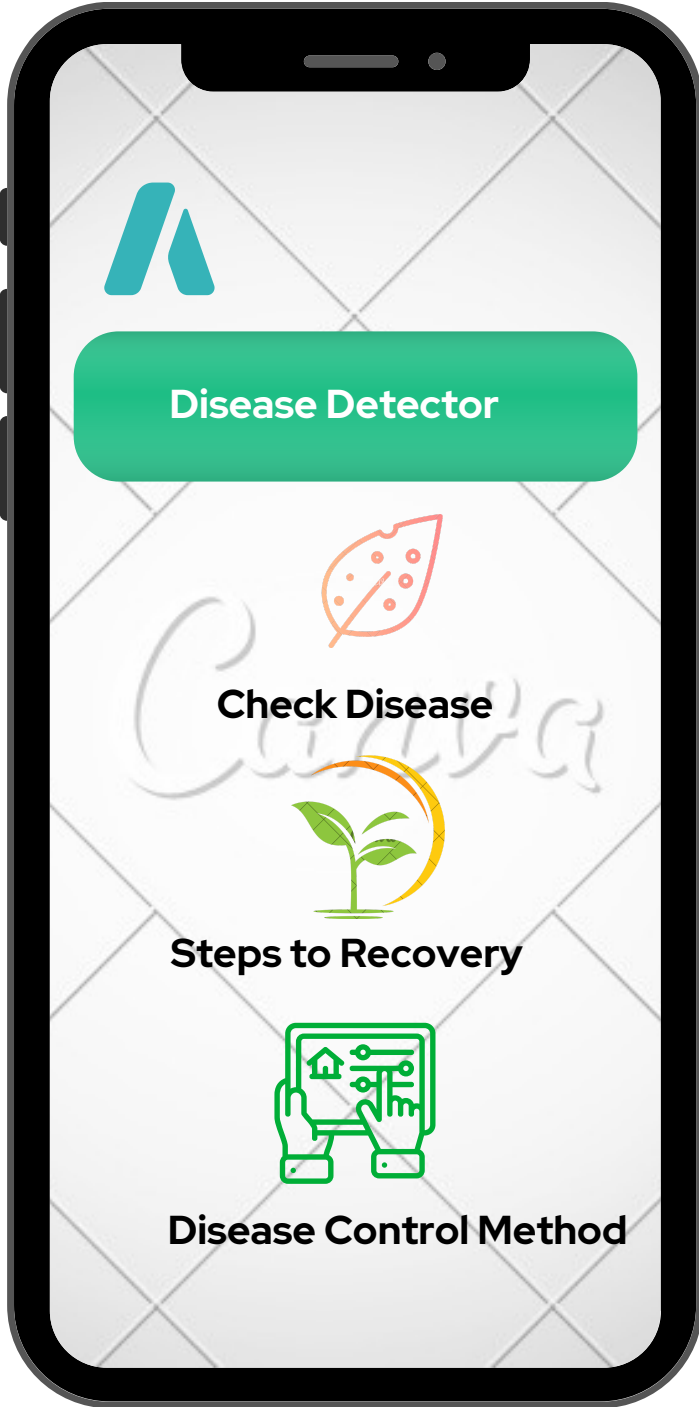 Disease Detector
Check Disease
Canva
Steps to Recovery
Disease Control Method